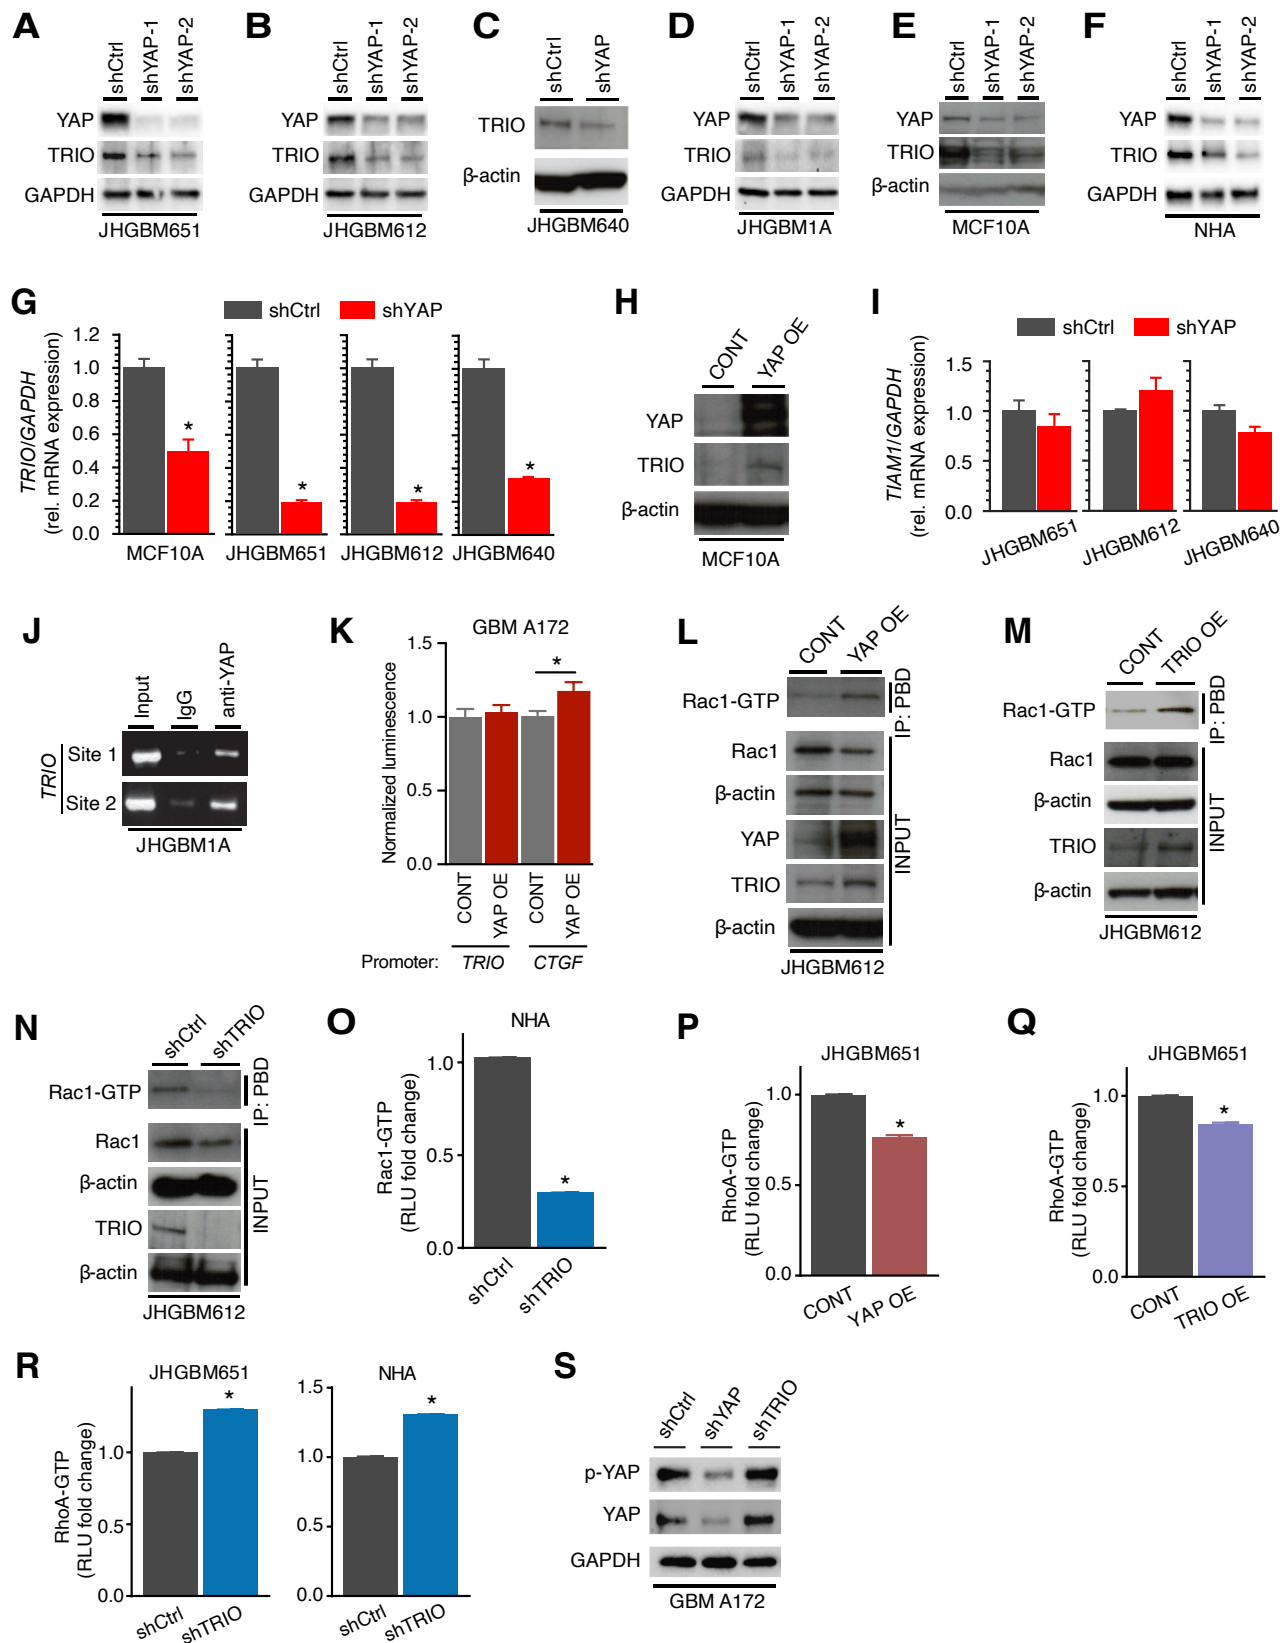 A
shCtrl
shYAP-1
shYAP-2
YAP
TRIO
GAPDH
JHGBM651
B
shCtrl
shYAP-1
shYAP-2
YAP
TRIO
GAPDH
JHGBM612
C
shCtrl
shYAP
TRIO
β-actin
JHGBM640
D
shCtrl
shYAP-1
shYAP-2
YAP
TRIO
GAPDH
JHGBM1A
E
shCtrl
shYAP-1
shYAP-2
YAP
TRIO
β-actin
MCF10A
F
shCtrl
shYAP-1
shYAP-2
YAP
TRIO
GAPDH
NHA
G
shCtrl
shYAP
TRIO/GAPDH
(rel. mRNA expression)
1.2
1.0
0.8
0.6
0.4
0.2
0.0
*
*
*
*
MCF10A
JHGBM651
JHGBM612
JHGBM640
H
CONT
YAP OE
YAP
TRIO
β-actin
MCF10A
I
shCtrl
shYAP
TIAM1/GAPDH
(rel. mRNA expression)
1.5
1.0
0.5
0.0
JHGBM651
JHGBM612
JHGBM640
J
Input
IgG
anti-YAP
TRIO
Site 1
Site 2
JHGBM1A
K
GBM A172
Normalized luminescence
1.5
1.0
0.5
0.0
*
CONT
YAP OE
CONT
YAP OE
Promoter:
TRIO
CTGF
L
CONT
YAP OE
Rac1-GTP
IP: PBD
Rac1
β-actin
YAP
TRIO
β-actin
INPUT
JHGBM612
M
CONT
TRIO OE
Rac1-GTP
IP: PBD
Rac1
β-actin
TRIO
β-actin
INPUT
JHGBM612
N
shCtrl
shTRIO
Rac1-GTP
IP: PBD
Rac1
β-actin
TRIO
β-actin
INPUT
JHGBM612
O
NHA
Rac1-GTP
(RLU fold change)
1.0
0.5
0.0
*
shCtrl
shTRIO
P
JHGBM651
RhoA-GTP
(RLU fold change)
1.0
0.5
0.0
*
CONT
YAP OE
Q
JHGBM651
RhoA-GTP
(RLU fold change)
1.0
0.5
0.0
*
CONT
TRIO OE
R
JHGBM651
RhoA-GTP
(RLU fold change)
1.0
0.5
0.0
*
shCtrl
shTRIO
NHA
1.5
1.0
0.5
0.0
*
shCtrl
shTRIO
S
shCtrl
shYAP
shTRIO
p-YAP
YAP
GAPDH
GBM A172